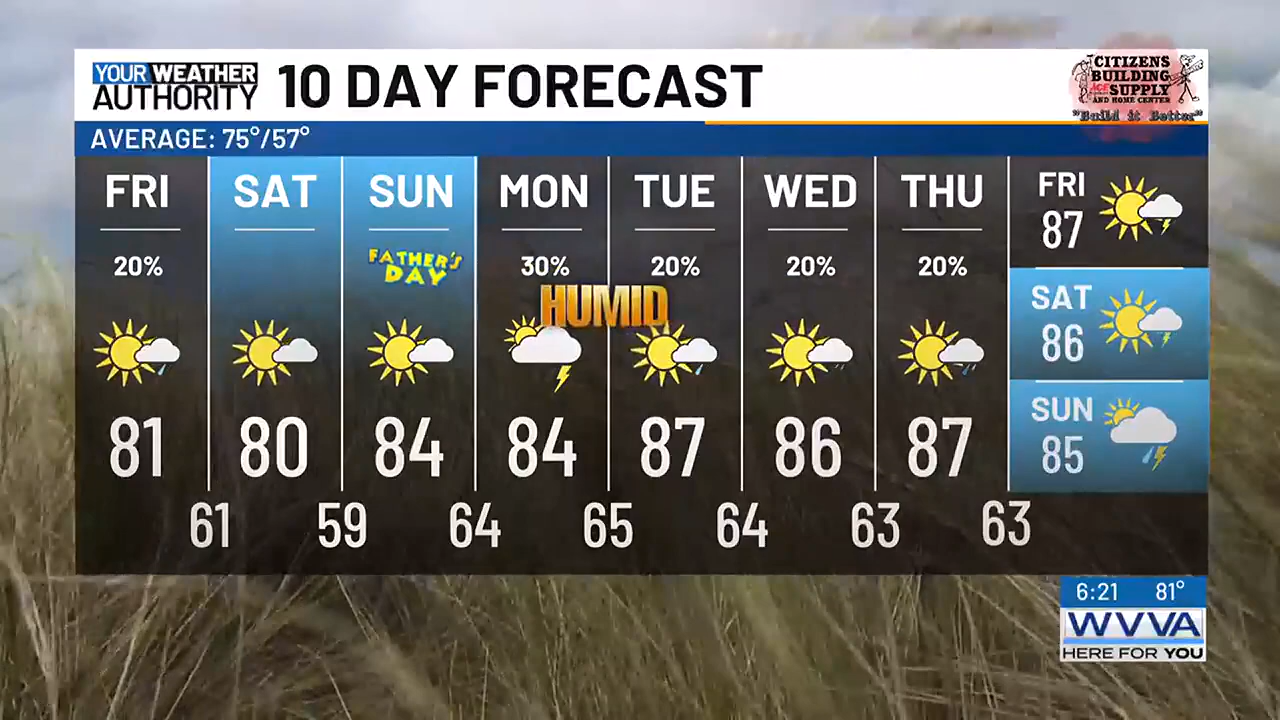 YOUR WEATHER
AUTHORITY
10 DAY FORECAST
CITIZENS
BUILDING
ACE SUPPLY
AND HOME CENTER
"Build it Better"
AVERAGE: 75°/57°
FRI SAT SUN MON TUE WED THU
20% 30% 20% 20% 20%
FATHER'S
DAY
HUMID
81 80 84 84 87 86 87
61 59 64 65 64 63 63
FRI
87
SAT
86
SUN
85
6:21 81°
WVVA
HERE FOR YOU